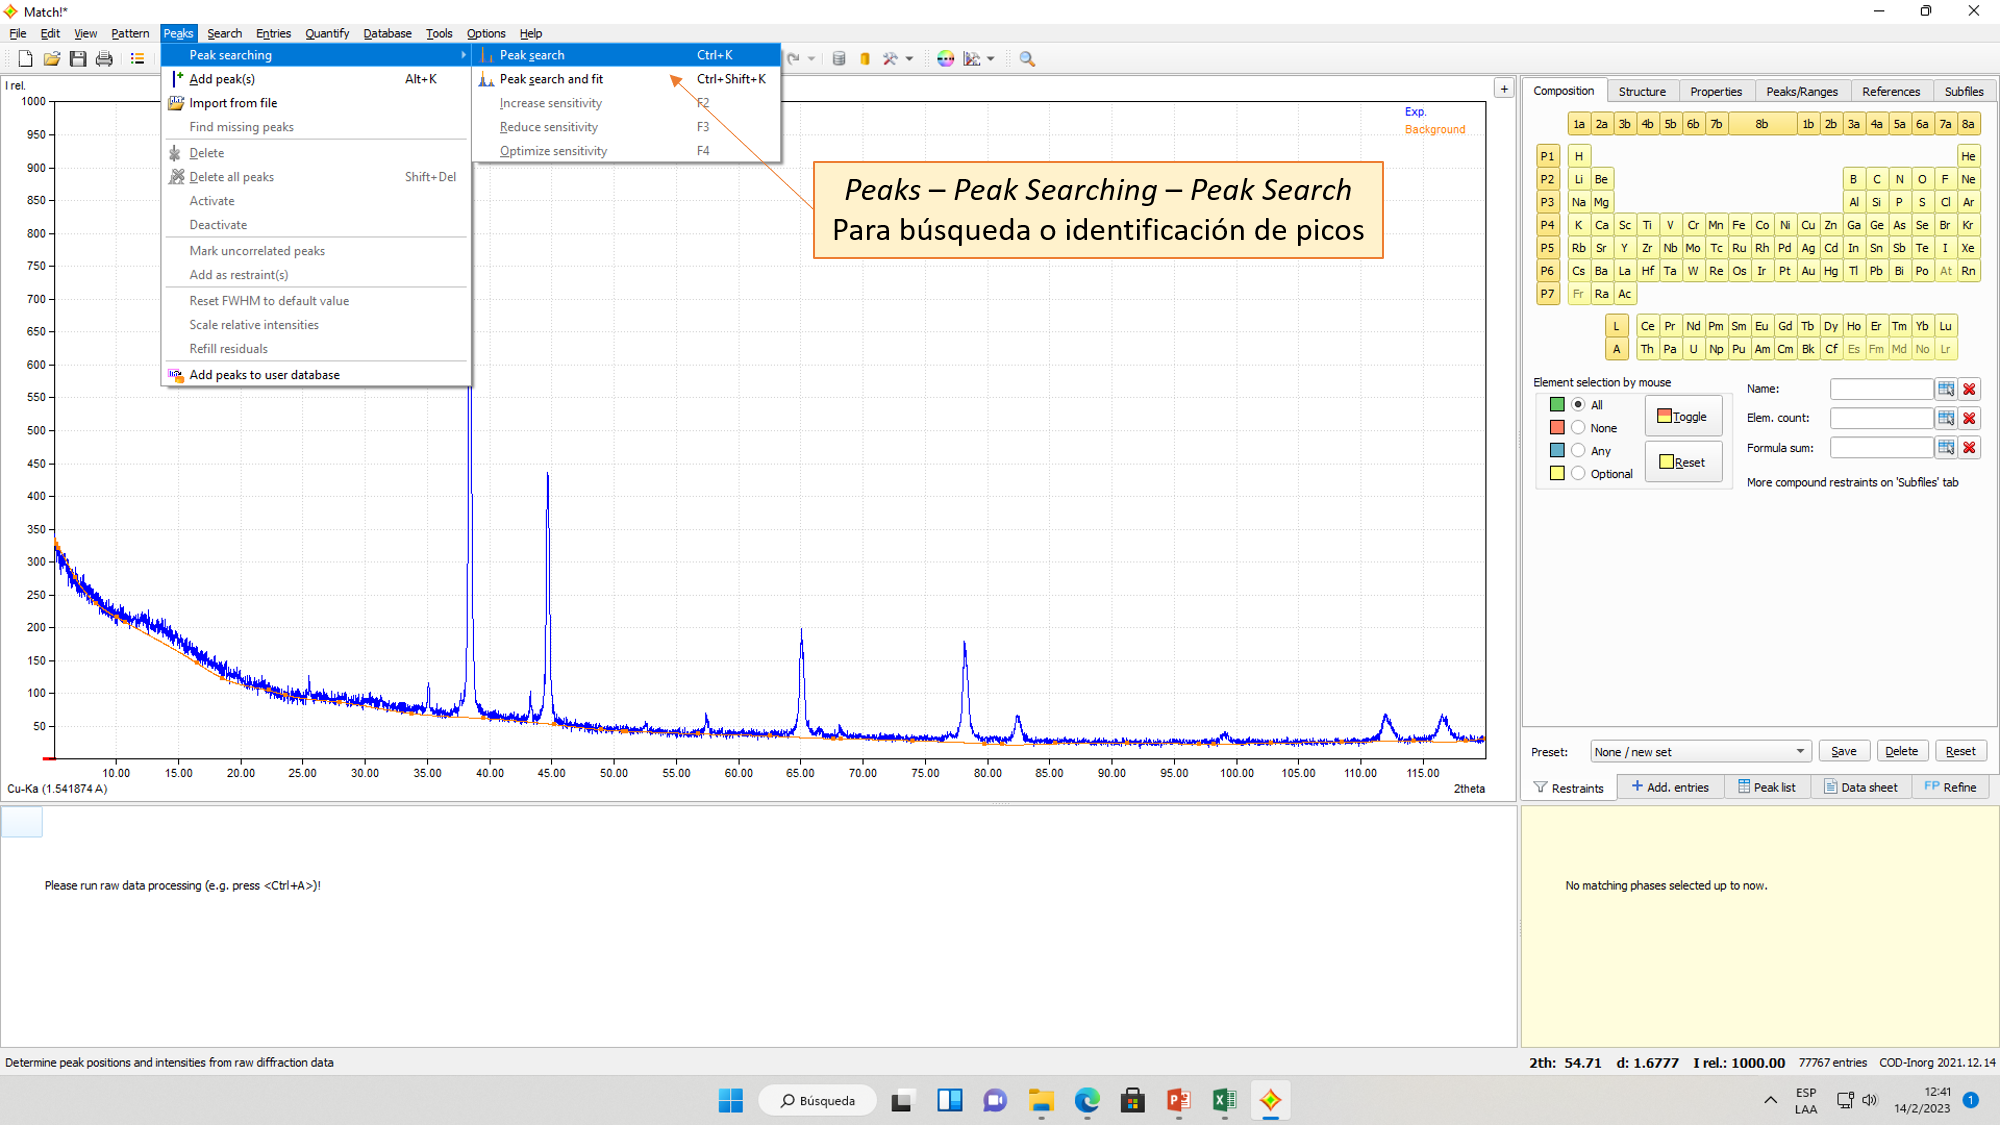 Match!*
File Edit View Pattern Peaks Search Entries Quantify Database Tools Options Help
Peak searching
Add peak(s) Alt+K
Import from file
Find missing peaks
Delete
Delete all peaks Shift+Del
Activate
Deactivate
Mark uncorrelated peaks
Add as restraint(s)
Reset FWHM to default value
Scale relative intensities
Refill residuals
Add peaks to user database
Peak search Ctrl+K
Peak search and fit Ctrl+Shift+K
Increase sensitivity F2
Reduce sensitivity F3
Optimize sensitivity F4
Peaks – Peak Searching – Peak Search
Para búsqueda o identificación de picos
I rel.
Exp.
Background
1000
950
900
850
800
750
700
650
600
550
500
450
400
350
300
250
200
150
100
50
10.00 15.00 20.00 25.00 30.00 35.00 40.00 45.00 50.00 55.00 60.00 65.00 70.00 75.00 80.00 85.00 90.00 95.00 100.00 105.00 110.00 115.00
Cu-Ka (1.541874 A) 2theta
+
Composition Structure Properties Peaks/Ranges References Subfiles
1a 2a 3b 4b 5b 6b 7b 8b 1b 2b 3a 4a 5a 6a 7a 8a
P1 H He
P2 Li Be B C N O F Ne
P3 Na Mg Al Si P S Cl Ar
P4 K Ca Sc Ti V Cr Mn Fe Co Ni Cu Zn Ga Ge As Se Br Kr
P5 Rb Sr Y Zr Nb Mo Tc Ru Rh Pd Ag Cd In Sn Sb Te I Xe
P6 Cs Ba La Hf Ta W Re Os Ir Pt Au Hg Tl Pb Bi Po At Rn
P7 Fr Ra Ac
L Ce Pr Nd Pm Sm Eu Gd Tb Dy Ho Er Tm Yb Lu
A Th Pa U Np Pu Am Cm Bk Cf Es Fm Md No Lr
Element selection by mouse
All
None
Any
Optional
Toggle
Reset
Name:
Elem. count:
Formula sum:
More compound restraints on 'Subfiles' tab
Preset: None / new set Save Delete Reset
Restraints Add. entries Peak list Data sheet FP Refine
Please run raw data processing (e.g. press <Ctrl+A>)!
No matching phases selected up to now.
Determine peak positions and intensities from raw diffraction data
2th: 54.71 d: 1.6777 I rel.: 1000.00 77767 entries COD-Inorg 2021.12.14
Búsqueda
ESP
LAA
12:41
14/2/2023
1